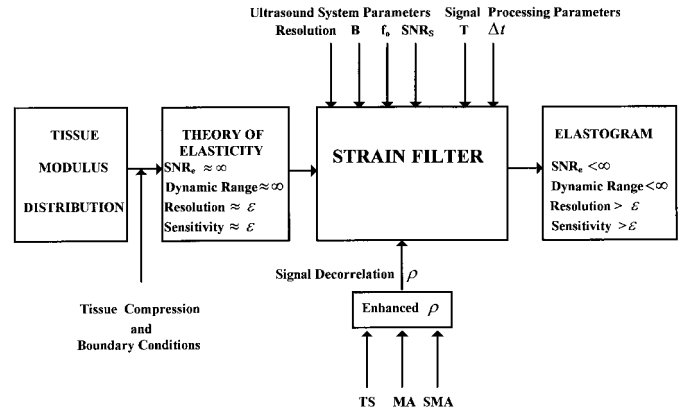 Ultrasound System Parameters Signal Processing Parameters
Resolution B fₒ SNR_S T Δt
TISSUE
MODULUS
DISTRIBUTION
THEORY OF
ELASTICITY
SNRₑ ≈ ∞
Dynamic Range ≈ ∞
Resolution ≈ ε
Sensitivity ≈ ε
STRAIN FILTER
ELASTOGRAM
SNRₑ <∞
Dynamic Range <∞
Resolution > ε
Sensitivity >ε
Tissue Compression
and
Boundary Conditions
Signal Decorrelation ρ
Enhanced ρ
TS MA SMA